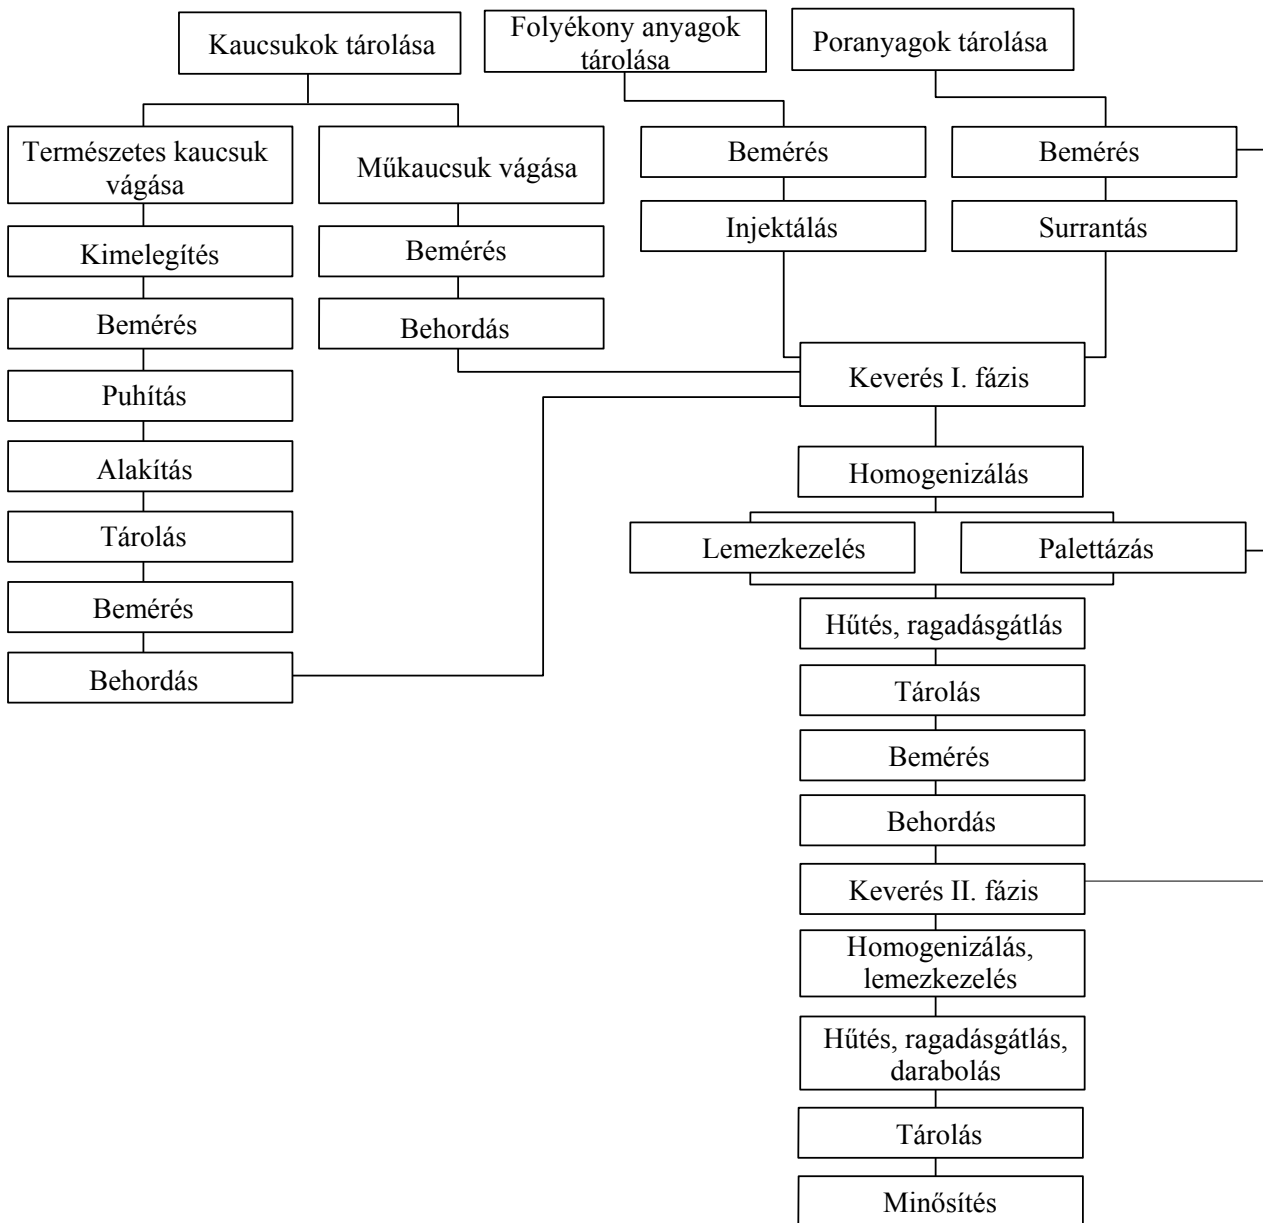 Kaucsukok tárolása
Folyékony anyagok
tárolása
Poranyagok tárolása
Természetes kaucsuk
vágása
Műkaucsuk vágása
Bemérés
Bemérés
Kimelegítés
Bemérés
Injektálás
Surrantás
Bemérés
Behordás
Puhítás
Keverés I. fázis
Alakítás
Homogenizálás
Tárolás
Lemezkezelés
Palettázás
Bemérés
Hűtés, ragadásgátlás
Behordás
Tárolás
Bemérés
Behordás
Keverés II. fázis
Homogenizálás,
lemezkezelés
Hűtés, ragadásgátlás,
darabolás
Tárolás
Minősítés